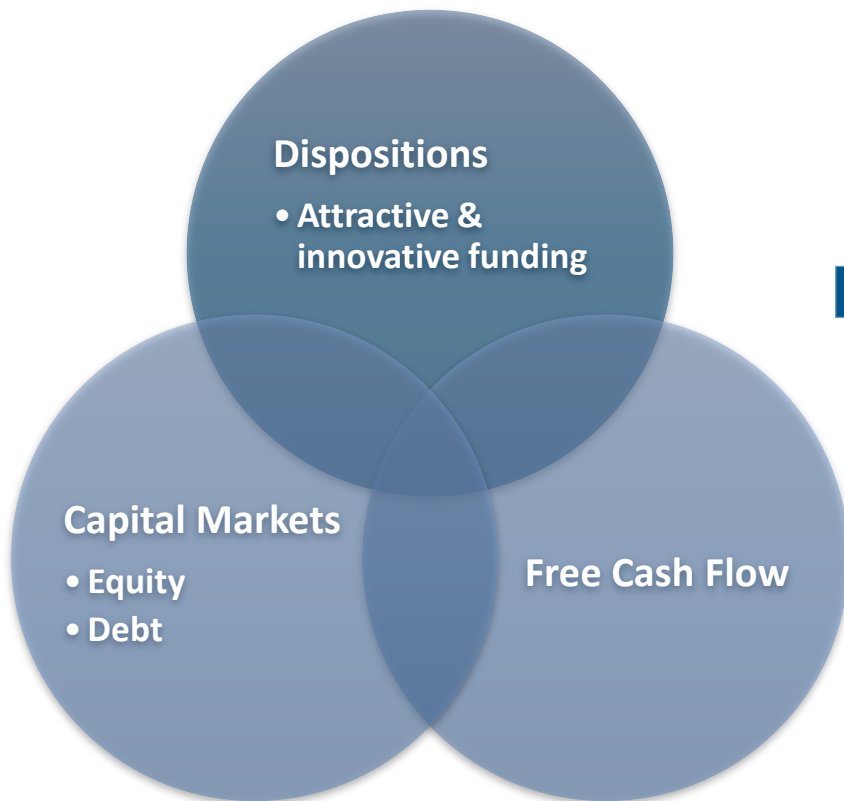 Dispositions
• Attractive &
innovative funding
Capital Markets
• Equity
• Debt
Free Cash Flow